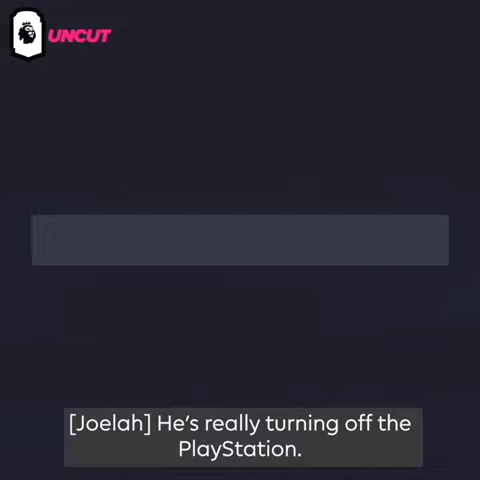 UNCUT
[Joelah] He's really turning off the
PlayStation.